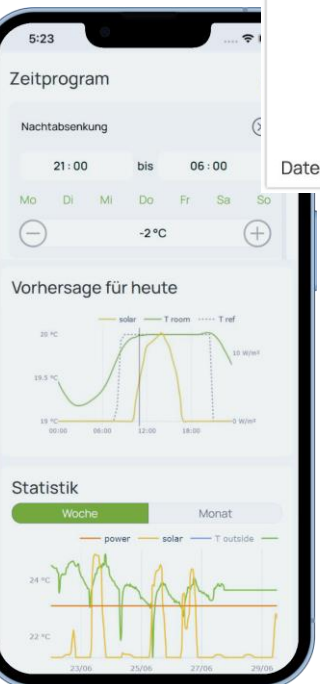 5:23
Zeitprogram
Nachtabsenkung
21:00 bis 06:00
Date
Mo Di Mi Do Fr Sa So
-2 °C
Vorhersage für heute
solar T room T ref
20 °C
10 W/m²
19.5 °C
19 °C
0 W/m²
00:00 06:00 12:00 18:00
Statistik
Woche Monat
power solar T outside
24 °C
22 °C
23/06 25/06 27/06 29/06